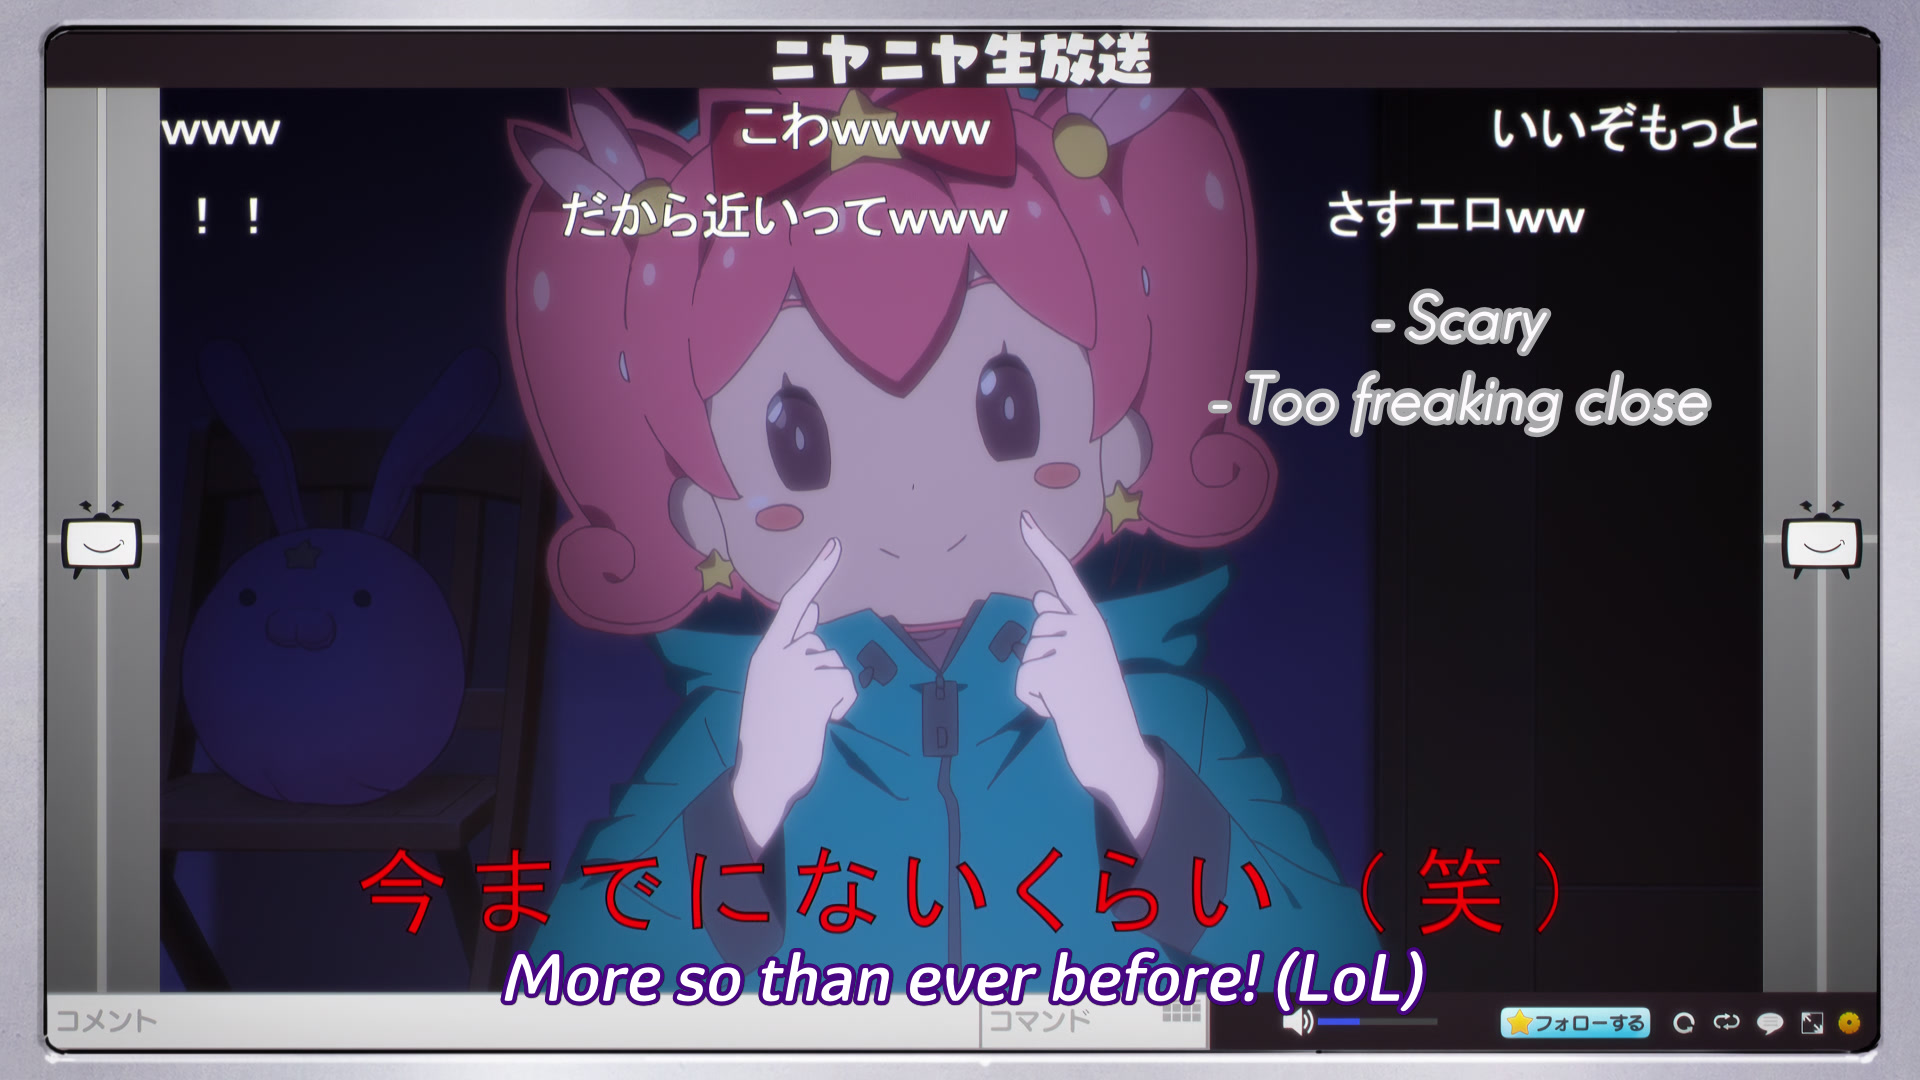 ニヤニヤ生放送
www
こわwwww
いいぞもっと
！！
だから近いってwww
さすエロww
- Scary
- Too freaking close
今までにないくらい（笑）
More so than ever before! (LoL)
コメント
コマンド
フォローする